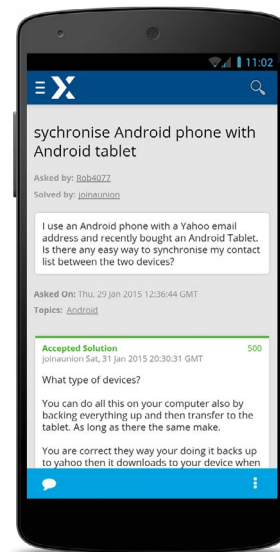 11:02
X
sychronise Android phone with
Android tablet
Asked by: Rob4077
Solved by: joinaunion
I use an Android phone with a Yahoo email
address and recently bought an Android Tablet.
Is there any easy way to synchronise my contact
list between the two devices?
Asked On: Thu, 29 Jan 2015 12:36:44 GMT
Topics: Android
Accepted Solution 500
joinaunion Sat, 31 Jan 2015 20:30:31 GMT
What type of devices?
You can do all this on your computer also by
backing everything up and then transfer to the
tablet. As long as there the same make.
You are correct they way your doing it backs up
to yahoo then it downloads to your device when